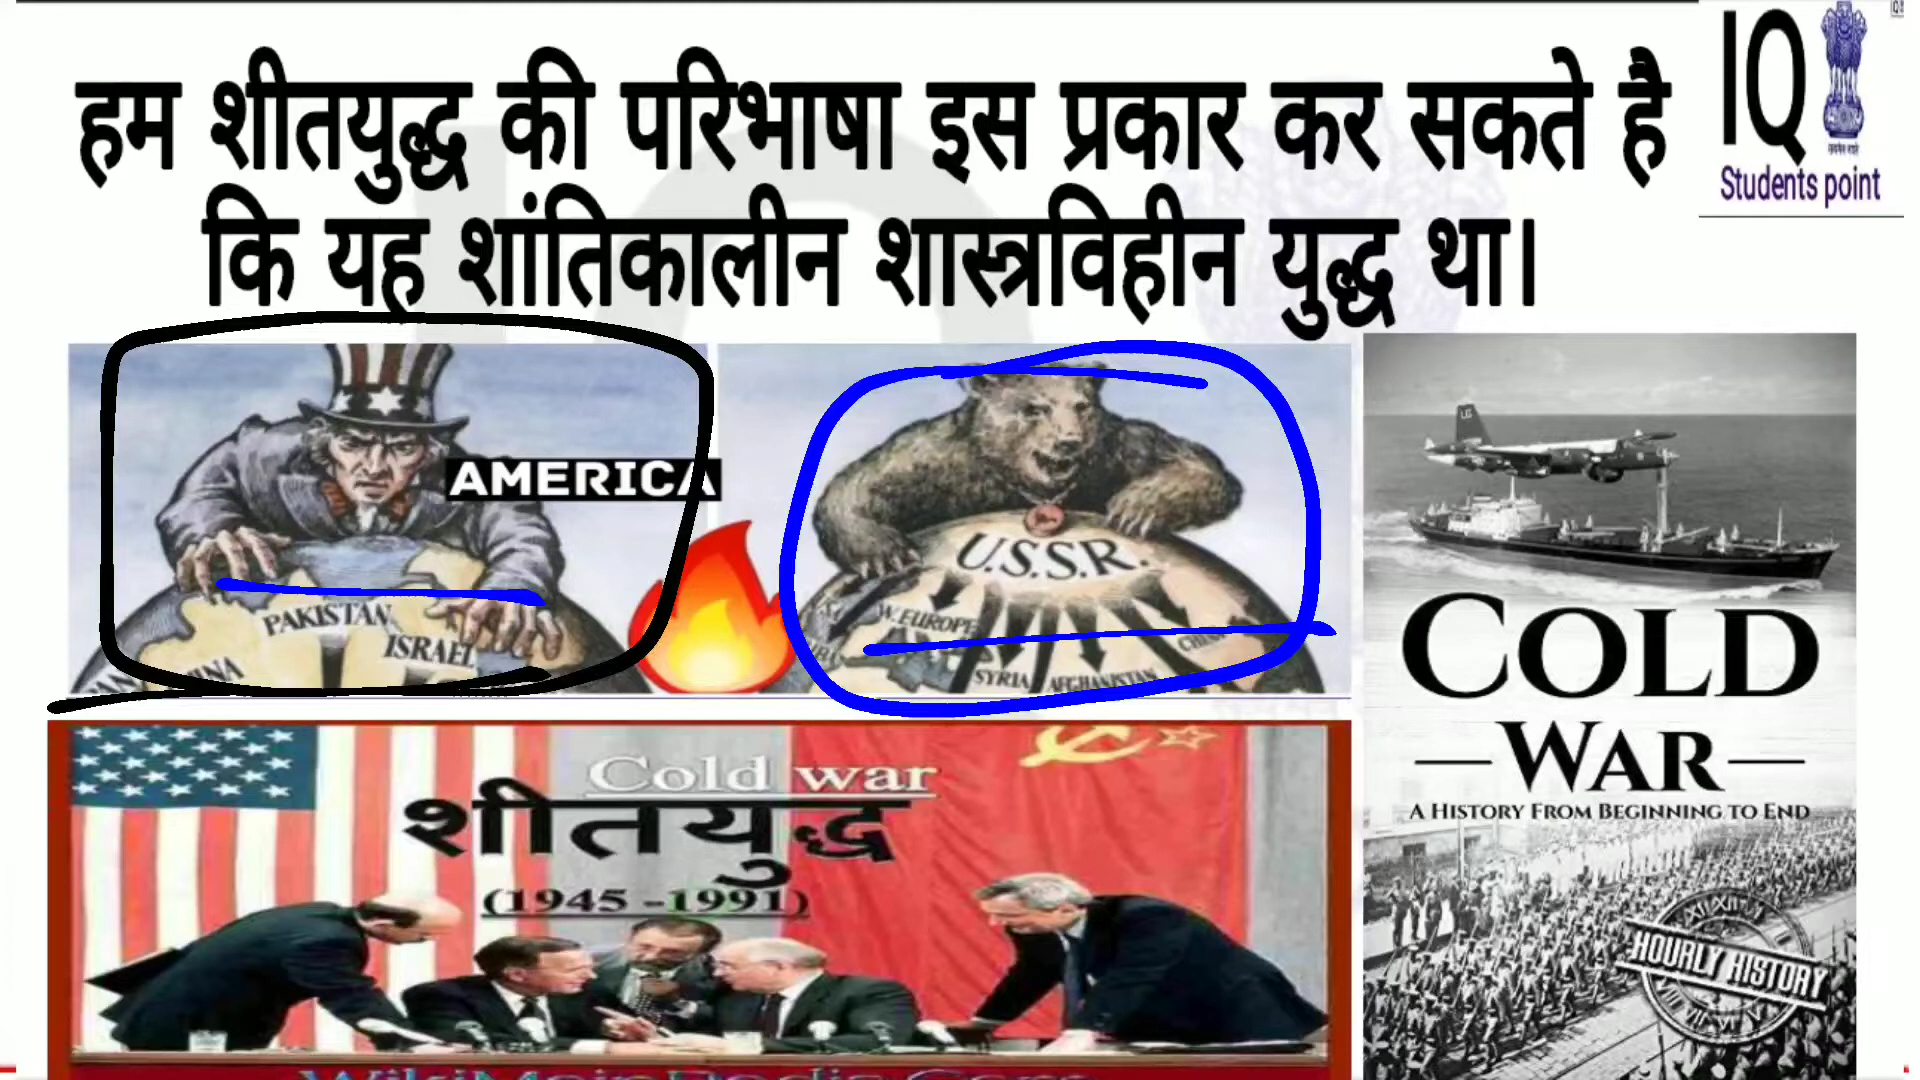 हम शीतयुद्ध की परिभाषा इस प्रकार कर सकते है
कि यह शांतिकालीन शास्त्रविहीन युद्ध था।
IQ
Students point
AMERICA
PAKISTAN
ISRAEL
U.S.S.R.
W. EUROPE
SYRIA
AFGHANISTAN
CHINA
Cold war
शीतयुद्ध
(1945 -1991)
COLD
WAR
A HISTORY FROM BEGINNING TO END
HOURLY HISTORY